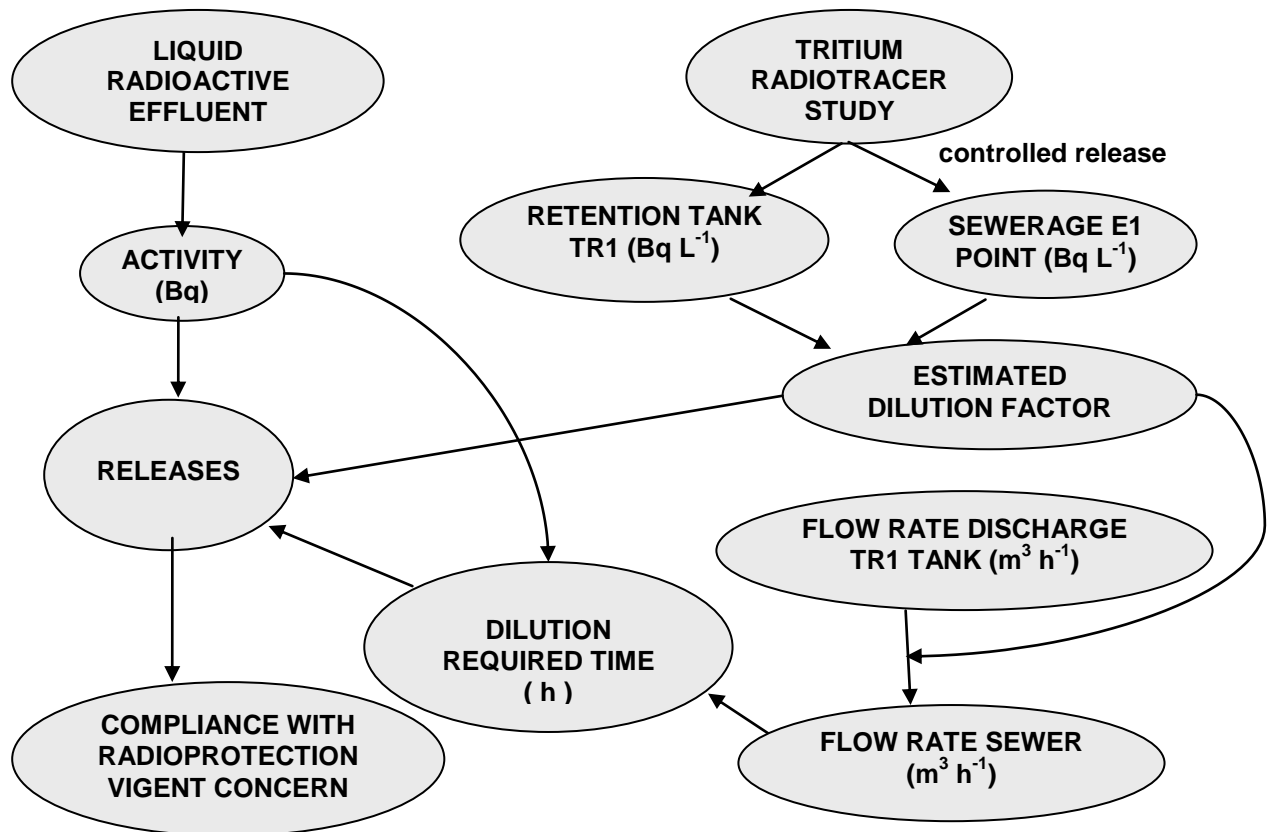 LIQUID
RADIOACTIVE
EFFLUENT
TRITIUM
RADIOTRACER
STUDY
controlled release
RETENTION TANK
TR1 (Bq L⁻¹)
SEWERAGE E1
POINT (Bq L⁻¹)
ACTIVITY
(Bq)
ESTIMATED
DILUTION FACTOR
RELEASES
FLOW RATE DISCHARGE
TR1 TANK (m³ h⁻¹)
DILUTION
REQUIRED TIME
( h )
COMPLIANCE WITH
RADIOPROTECTION
VIGENT CONCERN
FLOW RATE SEWER
(m³ h⁻¹)